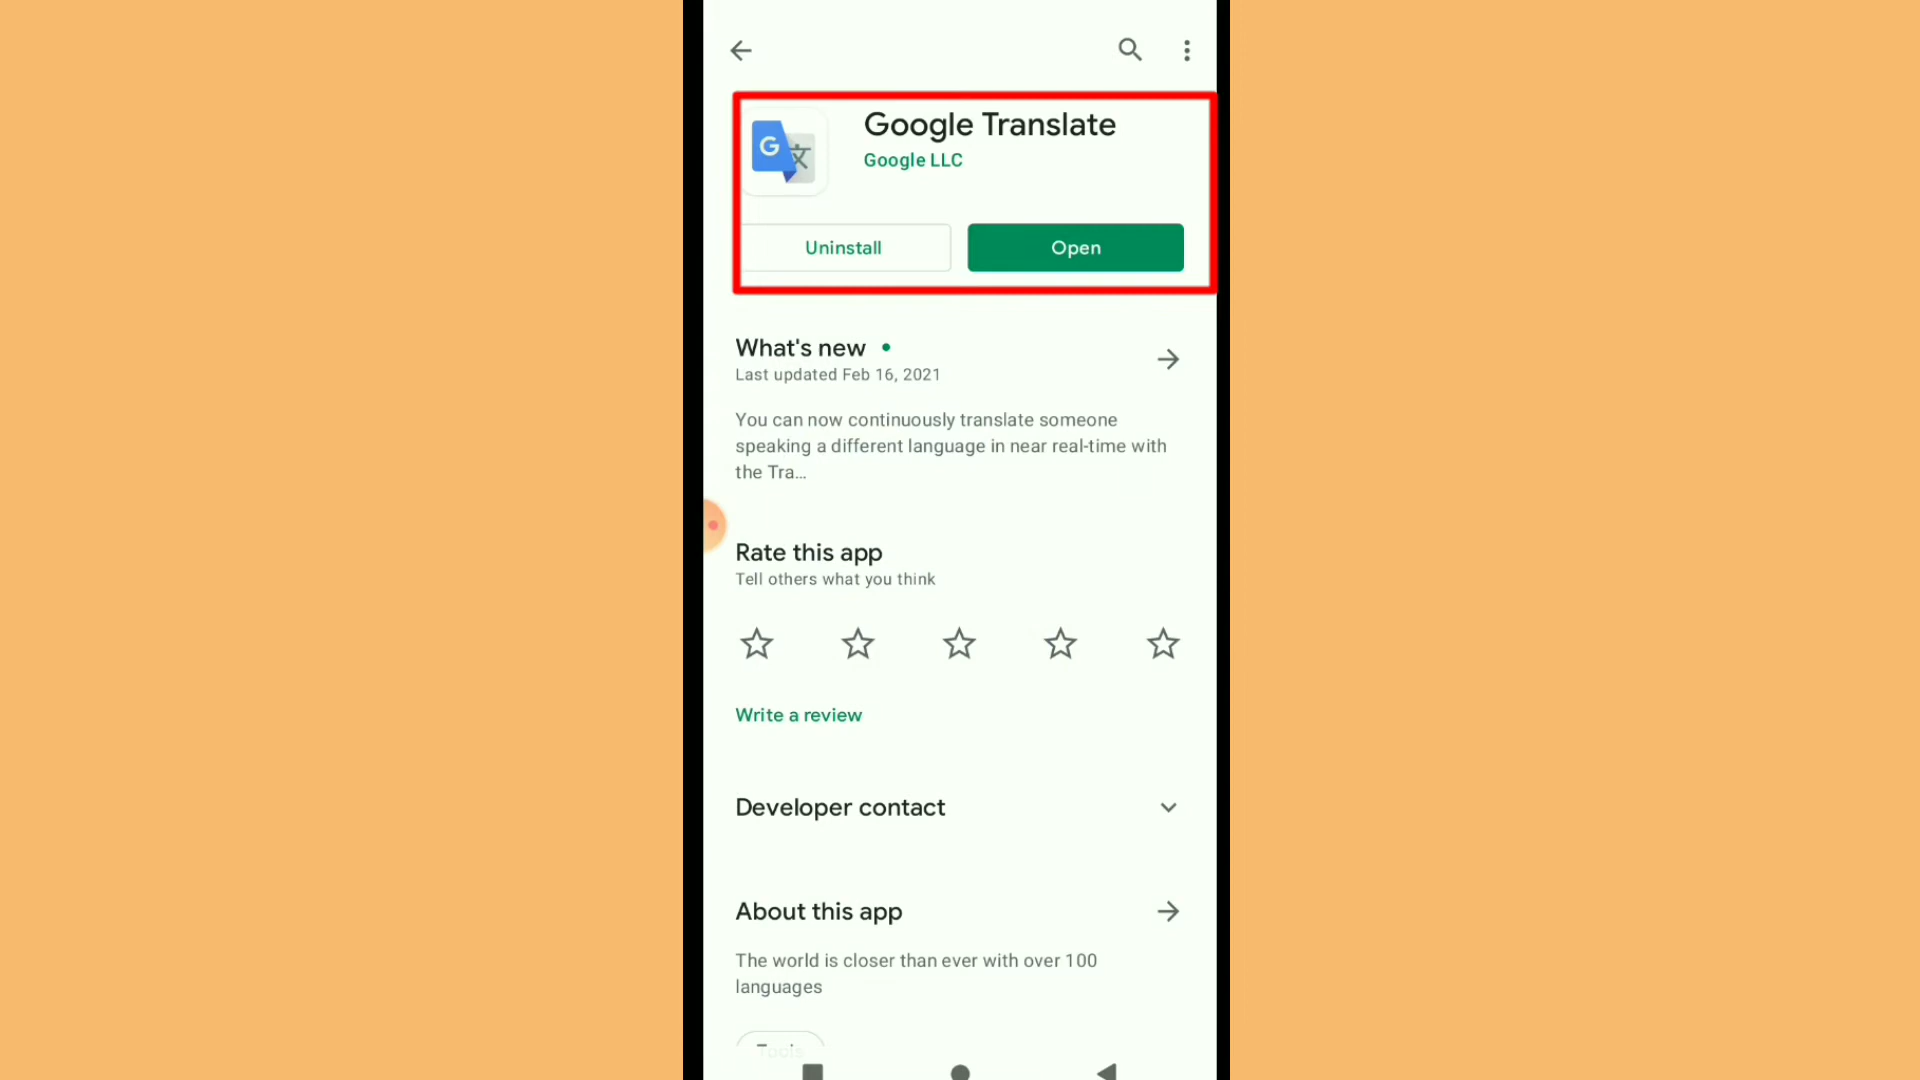 Google Translate
Google LLC
Uninstall
Open
What's new
Last updated Feb 16, 2021
You can now continuously translate someone
speaking a different language in near real-time with
the Tra...
Rate this app
Tell others what you think
Write a review
Developer contact
About this app
The world is closer than ever with over 100
languages
Tools